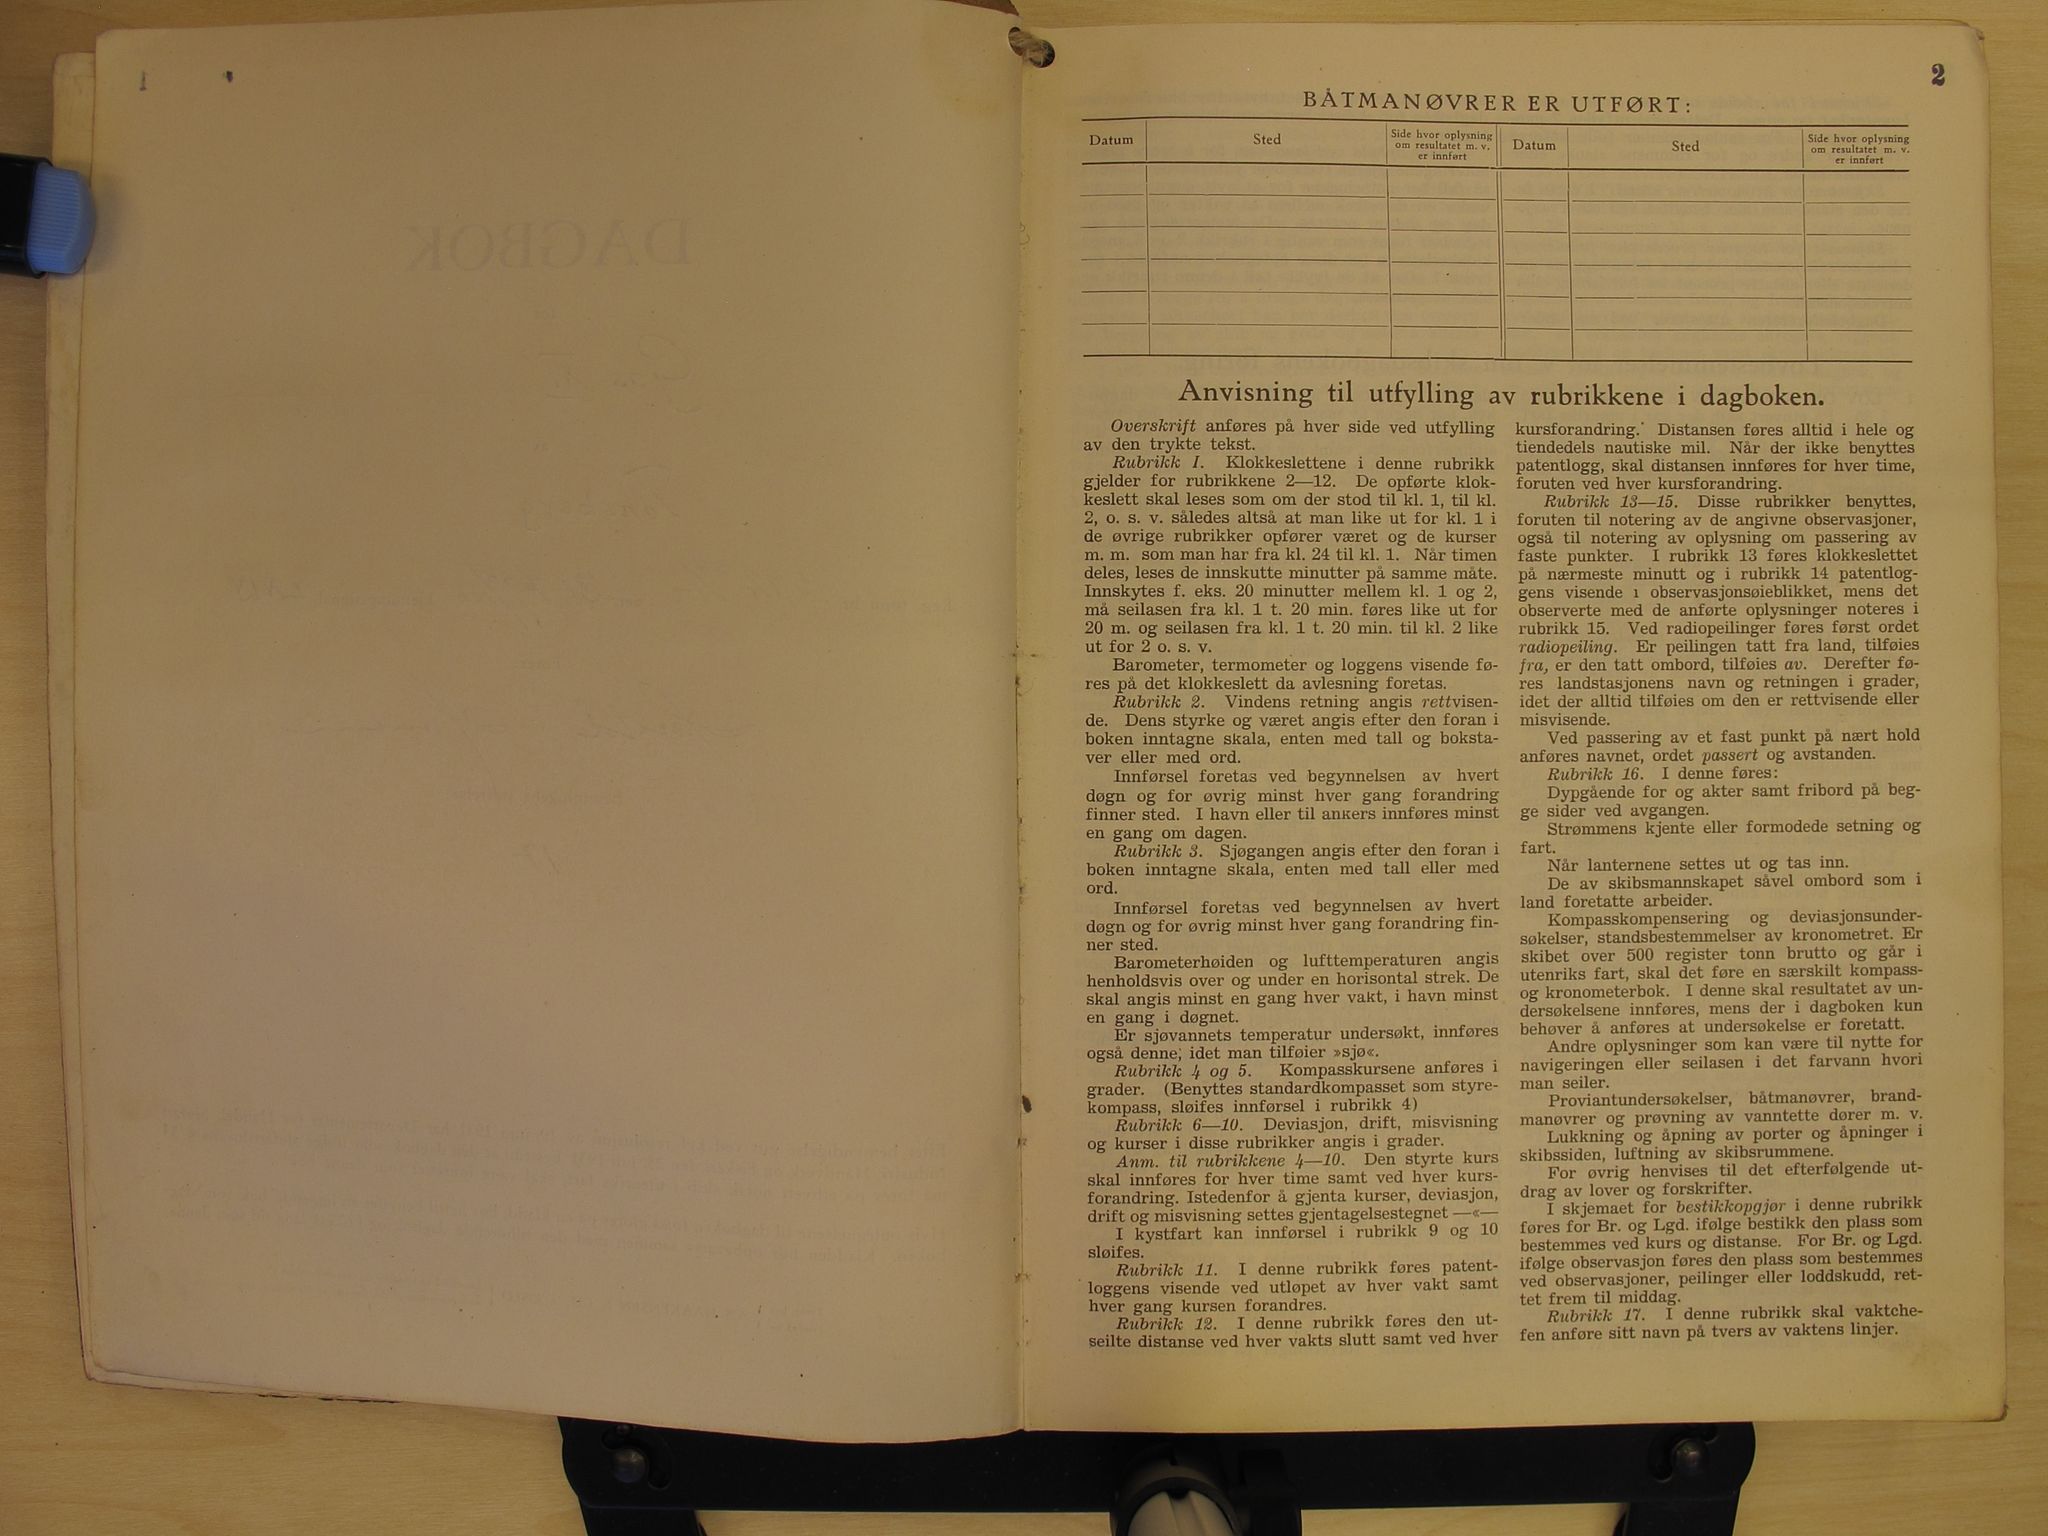 1
2
BÅTMANØVRER ER UTFØRT:
Datum
Sted
Side hvor oplysning
om resultatet m. v.
er innført
Datum
Sted
Side hvor oplysning
om resultatet m. v.
er innført
Anvisning til utfylling av rubrikkene i dagboken.
Overskrift anføres på hver side ved utfylling
av den trykte tekst.
Rubrikk 1. Klokkeslettene i denne rubrikk
gjelder for rubrikkene 2—12. De opførte klok-
keslett skal leses som om der stod til kl. 1, til kl.
2, o. s. v. således altså at man like ut for kl. 1 i
de øvrige rubrikker opfører været og de kurser
m. m. som man har fra kl. 24 til kl. 1. Når timen
deles, leses de innskutte minutter på samme måte.
Innskytes f. eks. 20 minutter mellem kl. 1 og 2,
må seilasen fra kl. 1 t. 20 min. føres like ut for
20 m. og seilasen fra kl. 1 t. 20 min. til kl. 2 like
ut for 2 o. s. v.
Barometer, termometer og loggens visende fø-
res på det klokkeslett da avlesning foretas.
Rubrikk 2. Vindens retning angis rettvisen-
de. Dens styrke og været angis efter den foran i
boken inntagne skala, enten med tall og boksta-
ver eller med ord.
Innførsel foretas ved begynnelsen av hvert
døgn og for øvrig minst hver gang forandring
finner sted. I havn eller til ankers innføres minst
en gang om dagen.
Rubrikk 3. Sjøgangen angis efter den foran i
boken inntagne skala, enten med tall eller med
ord.
Innførsel foretas ved begynnelsen av hvert
døgn og for øvrig minst hver gang forandring fin-
ner sted.
Barometerhøiden og lufttemperaturen angis
henholdsvis over og under en horisontal strek. De
skal angis minst en gang hver vakt, i havn minst
en gang i døgnet.
Er sjøvannets temperatur undersøkt, innføres
også denne; idet man tilføier »sjø«.
Rubrikk 4 og 5. Kompasskursene anføres i
grader. (Benyttes standardkompasset som styre-
kompass, sløifes innførsel i rubrikk 4)
Rubrikk 6—10. Deviasjon, drift, misvisning
og kurser i disse rubrikker angis i grader.
Anm. til rubrikkene 4—10. Den styrte kurs
skal innføres for hver time samt ved hver kurs-
forandring. Istedenfor å gjenta kurser, deviasjon,
drift og misvisning settes gjentagelsestegnet —«—
I kystfart kan innførsel i rubrikk 9 og 10
sløifes.
Rubrikk 11. I denne rubrikk føres patent-
loggens visende ved utløpet av hver vakt samt
hver gang kursen forandres.
Rubrikk 12. I denne rubrikk føres den ut-
seilte distanse ved hver vakts slutt samt ved hver
kursforandring. Distansen føres alltid i hele og
tiendedels nautiske mil. Når der ikke benyttes
patentlogg, skal distansen innføres for hver time,
foruten ved hver kursforandring.
Rubrikk 13—15. Disse rubrikker benyttes,
foruten til notering av de angivne observasjoner,
også til notering av oplysning om passering av
faste punkter. I rubrikk 13 føres klokkeslettet
på nærmeste minutt og i rubrikk 14 patentlog-
gens visende i observasjonsøieblikket, mens det
observerte med de anførte oplysninger noteres i
rubrikk 15. Ved radiopeilinger føres først ordet
radiopeiling. Er peilingen tatt fra land, tilføies
fra, er den tatt ombord, tilføies av. Derefter fø-
res landstasjonens navn og retningen i grader,
idet der alltid tilføies om den er rettvisende eller
misvisende.
Ved passering av et fast punkt på nært hold
anføres navnet, ordet passert og avstanden.
Rubrikk 16. I denne føres:
Dypgående for og akter samt fribord på beg-
ge sider ved avgangen.
Strømmens kjente eller formodede setning og
fart.
Når lanternene settes ut og tas inn.
De av skibsmannskapet såvel ombord som i
land foretatte arbeider.
Kompasskompensering og deviasjonsunder-
søkelser, standsbestemmelser av kronometret. Er
skibet over 500 register tonn brutto og går i
utenriks fart, skal det føre en særskilt kompass-
og kronometerbok. I denne skal resultatet av un-
dersøkelsene innføres, mens der i dagboken kun
behøver å anføres at undersøkelse er foretatt.
Andre oplysninger som kan være til nytte for
navigeringen eller seilasen i det farvann hvori
man seiler.
Proviantundersøkelser, båtmanøvrer, brand-
manøvrer og prøvning av vanntette dører m. v.
Lukkning og åpning av porter og åpninger i
skibssiden, luftning av skibsrummene.
For øvrig henvises til det efterfølgende ut-
drag av lover og forskrifter.
I skjemaet for bestikkopgjør i denne rubrikk
føres for Br. og Lgd. ifølge bestikk den plass som
bestemmes ved kurs og distanse. For Br. og Lgd.
ifølge observasjon føres den plass som bestemmes
ved observasjoner, peilinger eller loddskudd, ret-
tet frem til middag.
Rubrikk 17. I denne rubrikk skal vaktche-
fen anføre sitt navn på tvers av vaktens linjer.